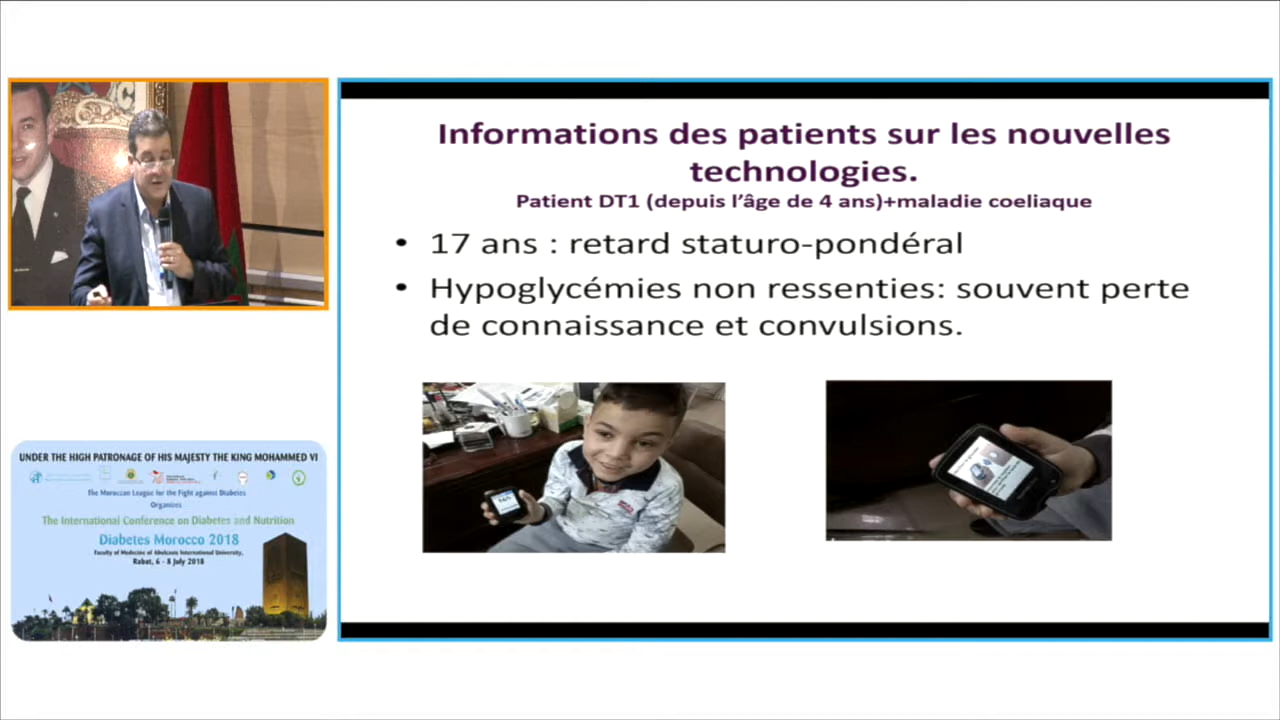 Informations des patients sur les nouvelles
technologies.
Patient DT1 (depuis l'âge de 4 ans)+maladie coeliaque
• 17 ans : retard staturo-pondéral
• Hypoglycémies non ressenties: souvent perte
de connaissance et convulsions.
UNDER THE HIGH PATRONAGE OF HIS MAJESTY THE KING MOHAMMED VI
The Moroccan League for the Fight against Diabetes
Organizes
The International Conference on Diabetes and Nutrition
Diabetes Morocco 2018
Faculty of Medicine of Abulcasis International University,
Rabat, 6 - 8 July 2018